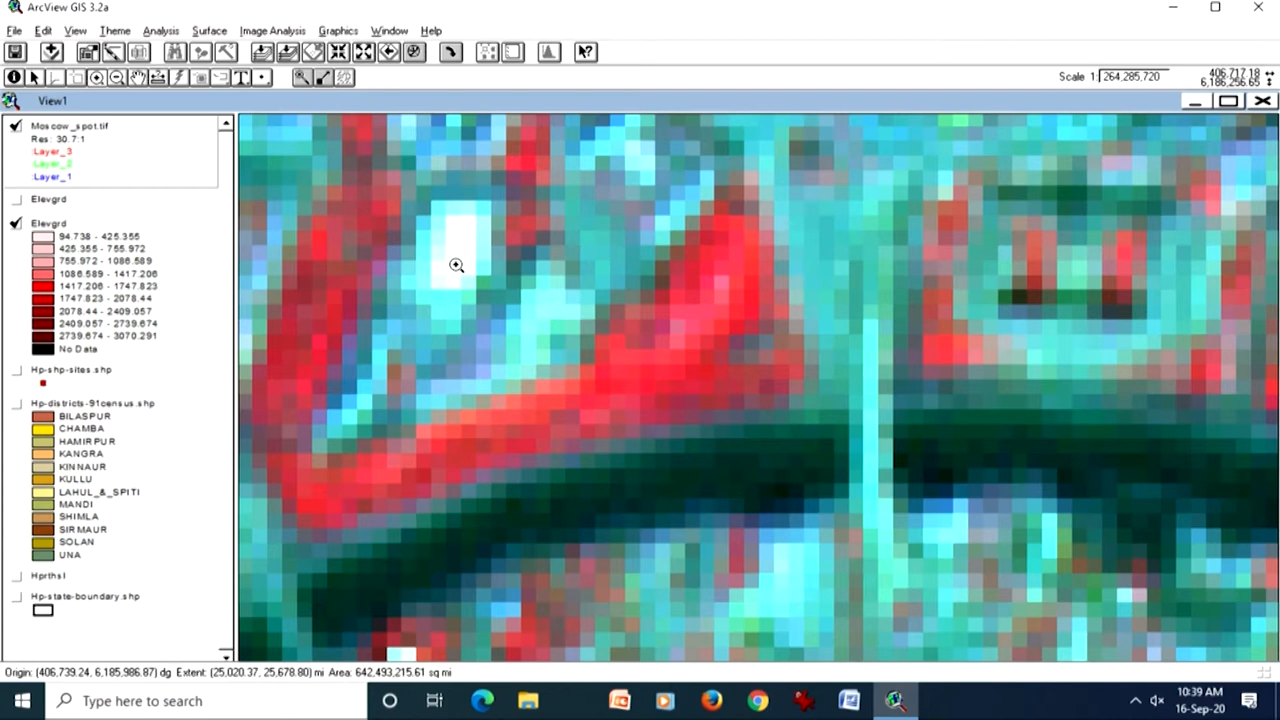 ArcView GIS 3.2a
File Edit View Theme Analysis Surface Image Analysis Graphics Window Help
Scale 1: 264,285,720
406,717.18
6,186,256.65
View1
Moscow_spot.tif
Res: 30.7:1
:Layer_3
:Layer_2
:Layer_1
Elevgrd
Elevgrd
94.738 - 425.355
425.355 - 755.972
755.972 - 1086.589
1086.589 - 1417.206
1417.206 - 1747.823
1747.823 - 2078.44
2078.44 - 2409.057
2409.057 - 2739.674
2739.674 - 3070.291
No Data
Hp-shp-sites.shp
Hp-districts-91census.shp
BILASPUR
CHAMBA
HAMIRPUR
KANGRA
KINNAUR
KULLU
LAHUL_&_SPITI
MANDI
SHIMLA
SIRMAUR
SOLAN
UNA
Hprthsl
Hp-state-boundary.shp
Origin: (406,739.24, 6,185,986.87) dg Extent: (25,020.37, 25,678.80) mi Area: 642,493,215.61 sq mi
Type here to search
10:39 AM
16-Sep-20